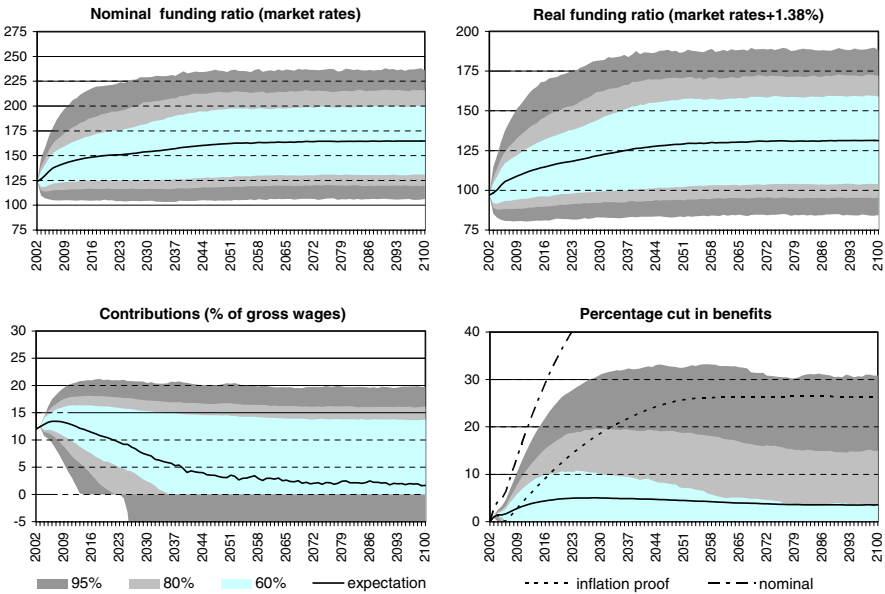 Nominal funding ratio (market rates)
275
250
225
200
175
150
125
100
75
2002 2009 2016 2023 2030 2037 2044 2051 2058 2065 2072 2079 2086 2093 2100
Real funding ratio (market rates+1.38%)
200
175
150
125
100
75
2002 2009 2016 2023 2030 2037 2044 2051 2058 2065 2072 2079 2086 2093 2100
Contributions (% of gross wages)
30
25
20
15
10
5
0
-5
2002 2009 2016 2023 2030 2037 2044 2051 2058 2065 2072 2079 2086 2093 2100
Percentage cut in benefits
40
30
20
10
0
2002 2009 2016 2023 2030 2037 2044 2051 2058 2065 2072 2079 2086 2093 2100
95% 80% 60% expectation
inflation proof nominal